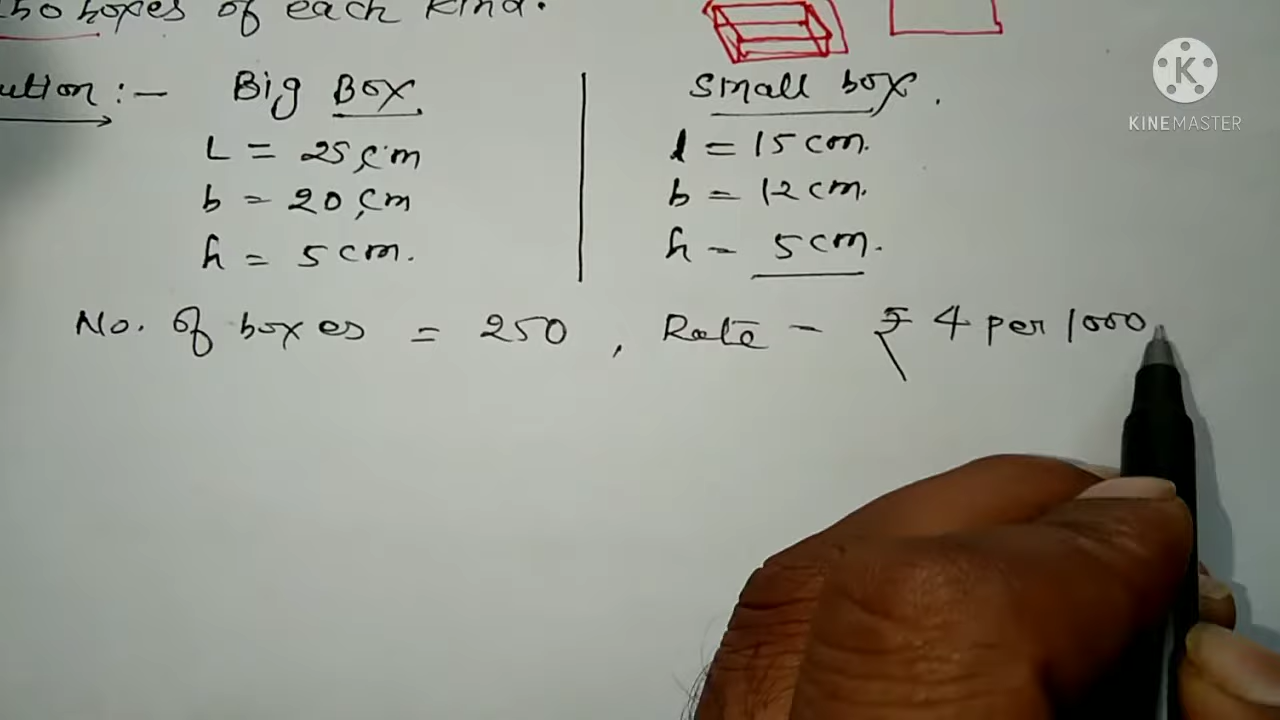 boxes of each kind.
ution :- Big Box. Small box.
L = 25 cm l = 15 cm.
b = 20 cm b = 12 cm.
h = 5 cm. h - 5 cm.
No. of boxes = 250, Rate - ₹ 4 per 1000
K
KINEMASTER